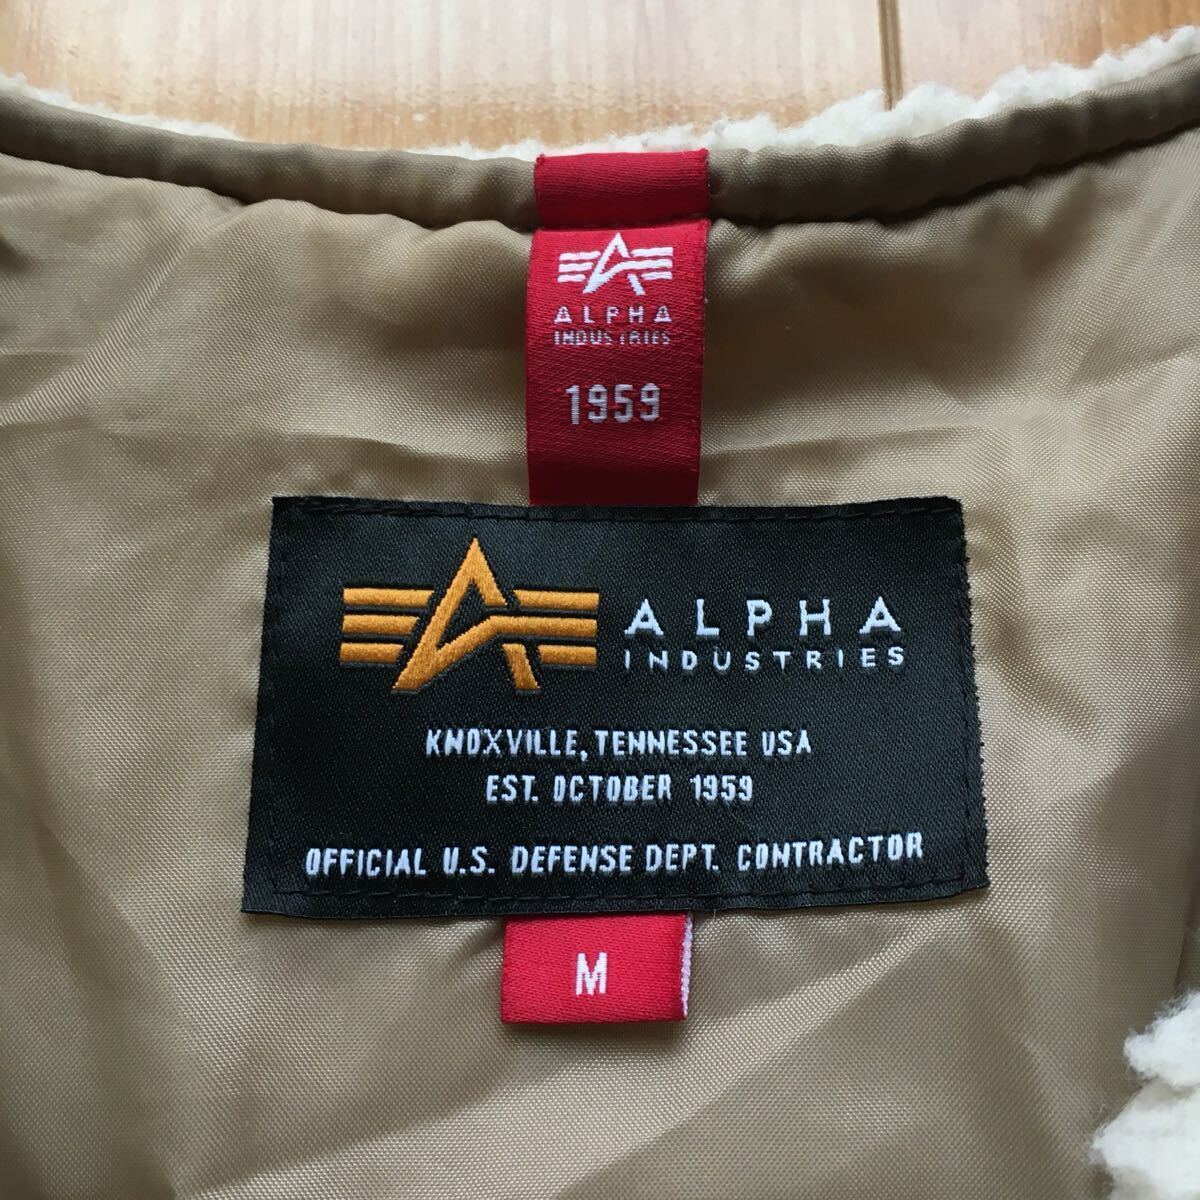 ALPHA
INDUSTRIES
1959
ALPHA
INDUSTRIES
KNOXVILLE, TENNESSEE USA
EST. OCTOBER 1959
OFFICIAL U.S. DEFENSE DEPT. CONTRACTOR
M